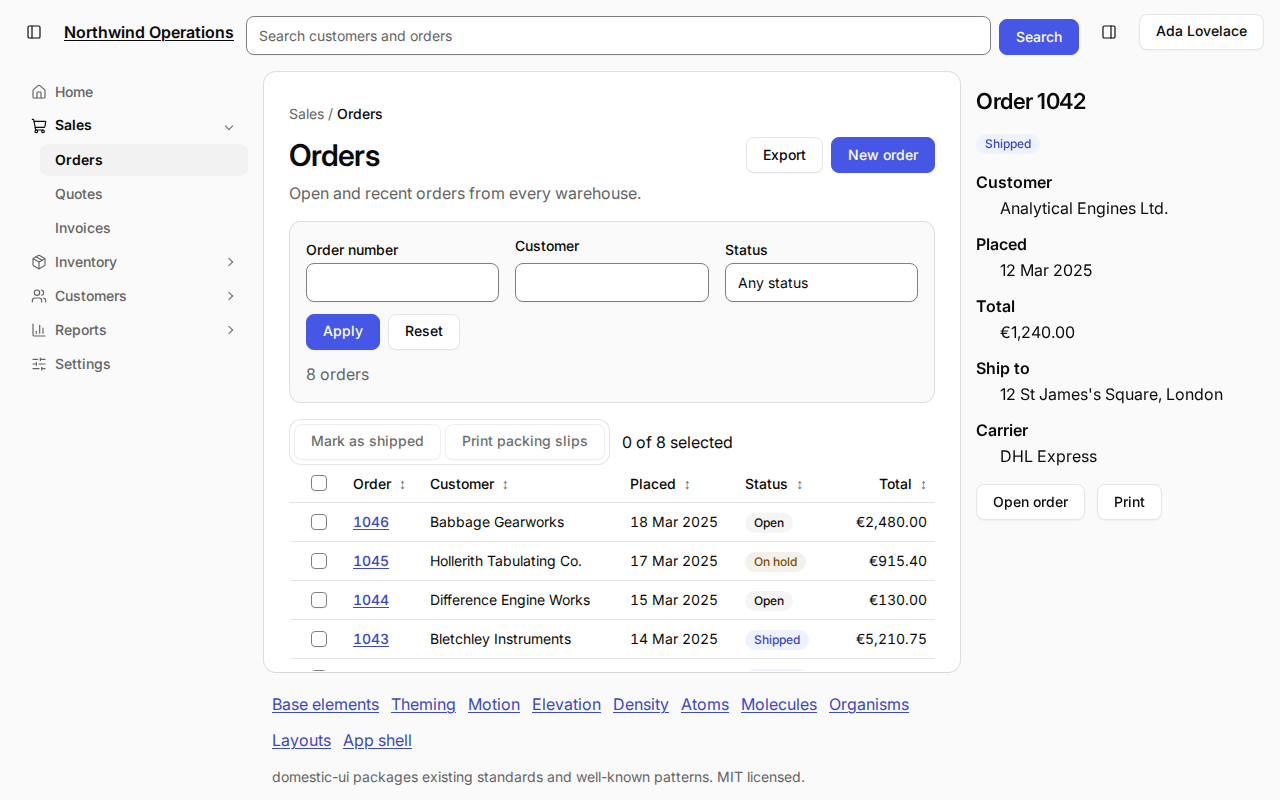 Northwind Operations
Search customers and orders
Search
Ada Lovelace
Home
Sales
Orders
Quotes
Invoices
Inventory
Customers
Reports
Settings
Sales / Orders
Orders
Export
New order
Open and recent orders from every warehouse.
Order number
Customer
Status
Any status
Apply
Reset
8 orders
Mark as shipped
Print packing slips
0 of 8 selected
Order ↕ Customer ↕ Placed ↕ Status ↕ Total ↕
1046 Babbage Gearworks 18 Mar 2025 Open €2,480.00
1045 Hollerith Tabulating Co. 17 Mar 2025 On hold €915.40
1044 Difference Engine Works 15 Mar 2025 Open €130.00
1043 Bletchley Instruments 14 Mar 2025 Shipped €5,210.75
Order 1042
Shipped
Customer
Analytical Engines Ltd.
Placed
12 Mar 2025
Total
€1,240.00
Ship to
12 St James's Square, London
Carrier
DHL Express
Open order
Print
Base elements Theming Motion Elevation Density Atoms Molecules Organisms
Layouts App shell
domestic-ui packages existing standards and well-known patterns. MIT licensed.